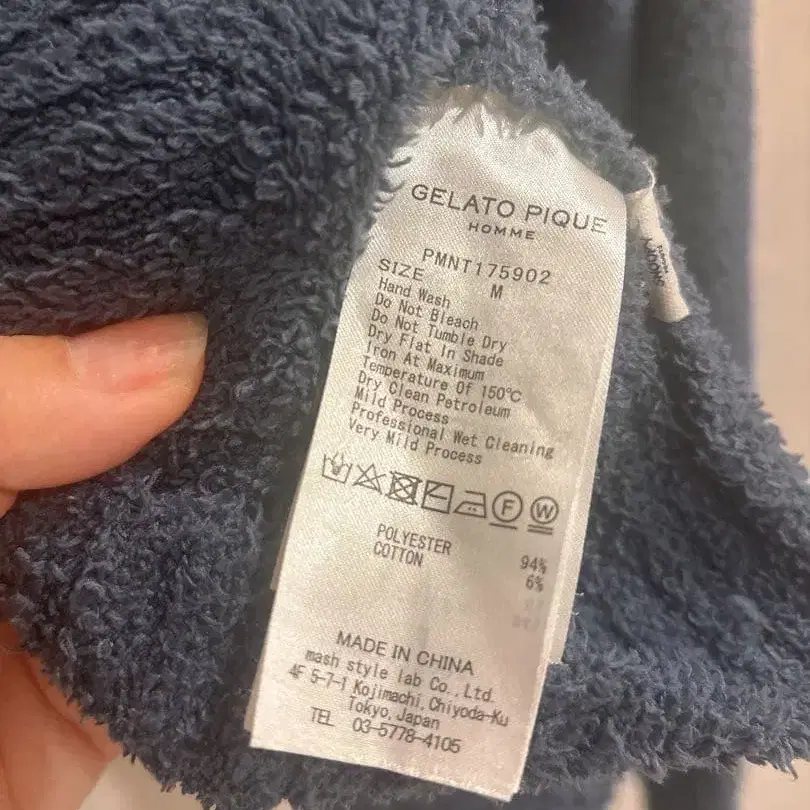 GELATO PIQUE
HOMME
PMNT175902
SIZE M
Hand Wash
Do Not Bleach
Do Not Tumble Dry
Dry Flat In Shade
Iron At Maximum
Temperature Of 150℃
Dry Clean Petroleum
Mild Process
Professional Wet Cleaning
Very Mild Process
F W
POLYESTER 94%
COTTON 6%
MADE IN CHINA
mash style lab Co., Ltd.
4F 5-7-1 Kojimachi, Chiyoda-Ku
Tokyo, Japan
TEL 03-5778-4105